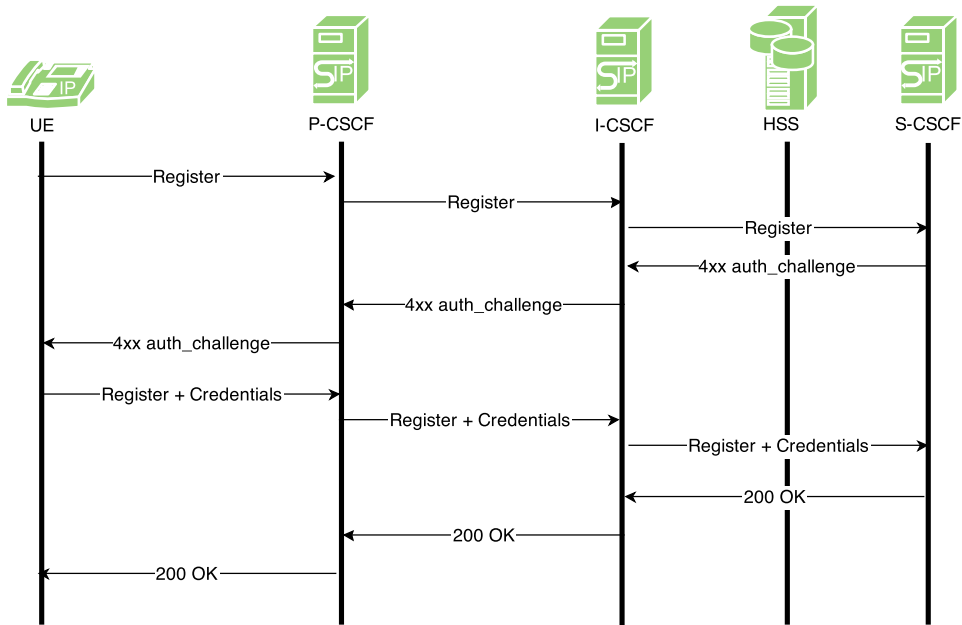 IP
SIP
SIP
SIP
UE
P-CSCF
I-CSCF
HSS
S-CSCF
Register
Register
Register
4xx auth_challenge
4xx auth_challenge
4xx auth_challenge
Register + Credentials
Register + Credentials
Register + Credentials
200 OK
200 OK
200 OK